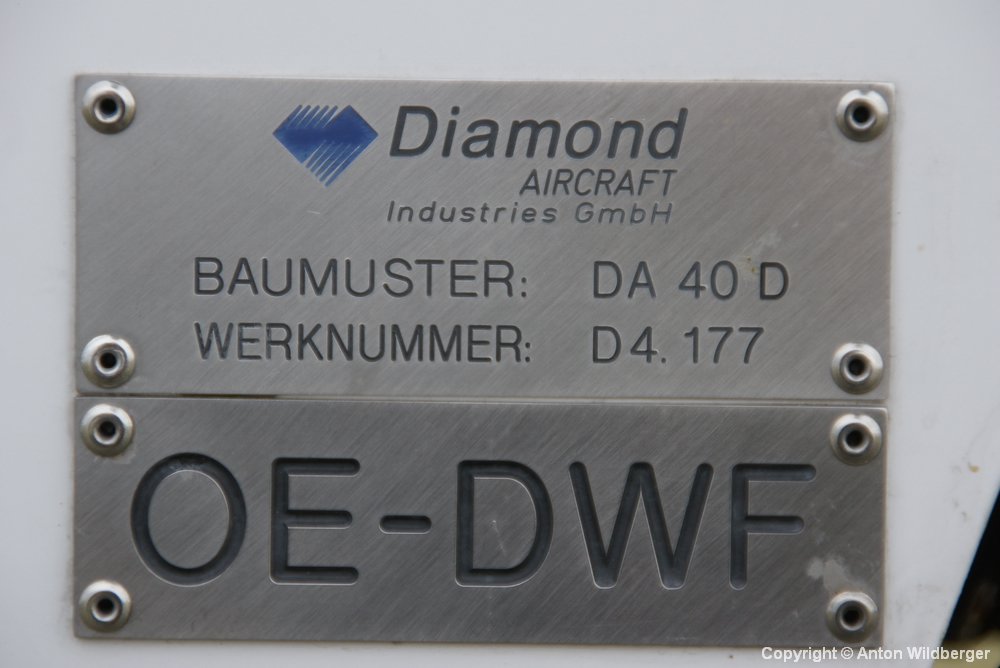 Diamond
AIRCRAFT
Industries GmbH
BAUMUSTER: DA 40 D
WERKNUMMER: D4.177
OE-DWF
Copyright © Anton Wildberger